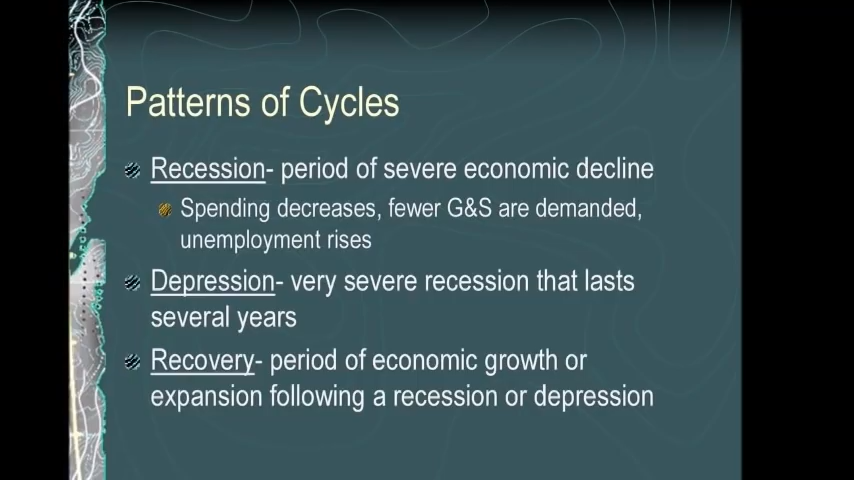 Patterns of Cycles
Recession- period of severe economic decline
Spending decreases, fewer G&S are demanded,
unemployment rises
Depression- very severe recession that lasts
several years
Recovery- period of economic growth or
expansion following a recession or depression